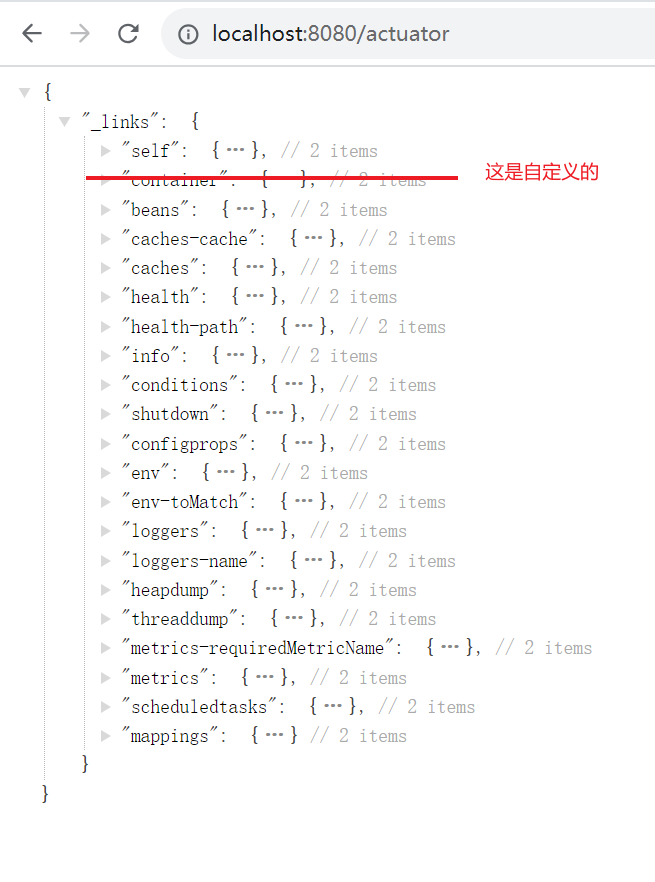 localhost:8080/actuator
{
"_links": {
"self": {...}, // 2 items
"container": { }, // 2 items 这是自定义的
"beans": {...}, // 2 items
"caches-cache": {...}, // 2 items
"caches": {...}, // 2 items
"health": {...}, // 2 items
"health-path": {...}, // 2 items
"info": {...}, // 2 items
"conditions": {...}, // 2 items
"shutdown": {...}, // 2 items
"configprops": {...}, // 2 items
"env": {...}, // 2 items
"env-toMatch": {...}, // 2 items
"loggers": {...}, // 2 items
"loggers-name": {...}, // 2 items
"heapdump": {...}, // 2 items
"threaddump": {...}, // 2 items
"metrics-requiredMetricName": {...}, // 2 items
"metrics": {...}, // 2 items
"scheduledtasks": {...}, // 2 items
"mappings": {...} // 2 items
}
}